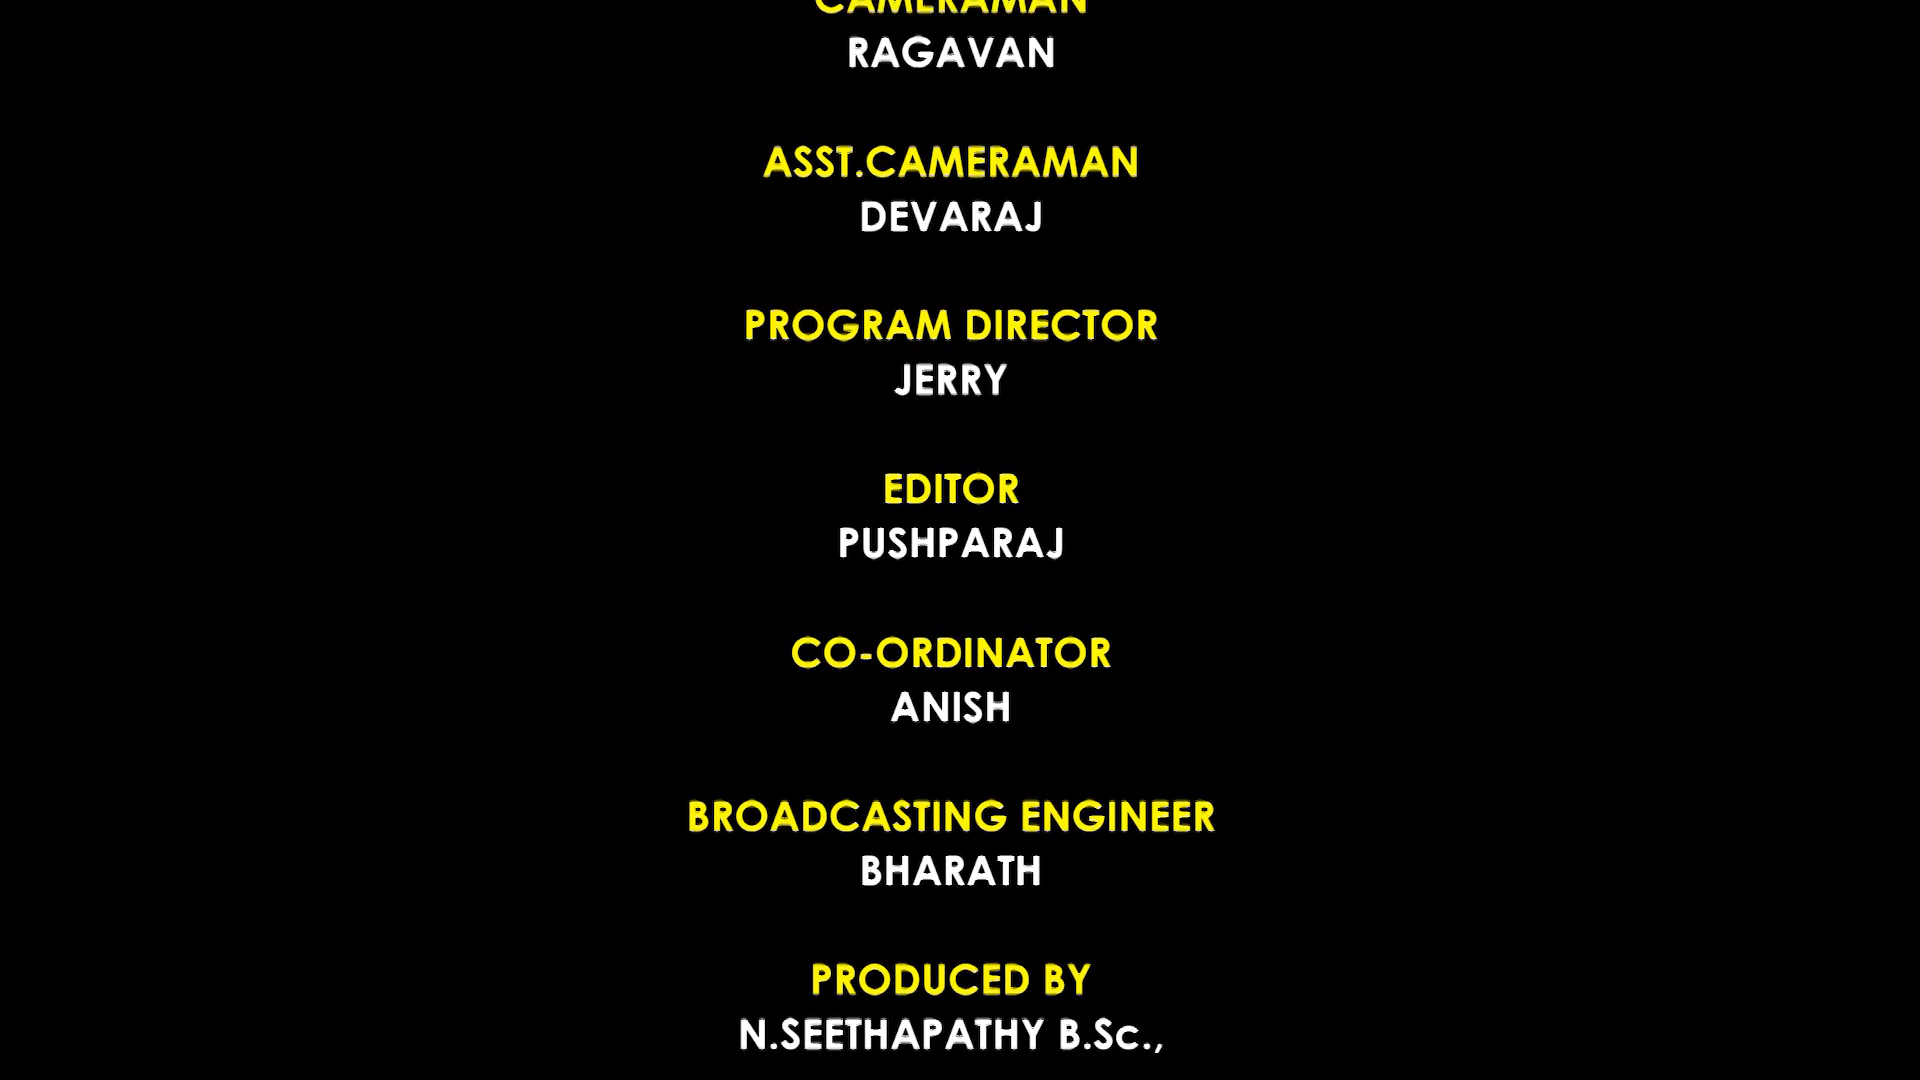 CAMERAMAN
RAGAVAN
ASST.CAMERAMAN
DEVARAJ
PROGRAM DIRECTOR
JERRY
EDITOR
PUSHPARAJ
CO-ORDINATOR
ANISH
BROADCASTING ENGINEER
BHARATH
PRODUCED BY
N.SEETHAPATHY B.Sc.,